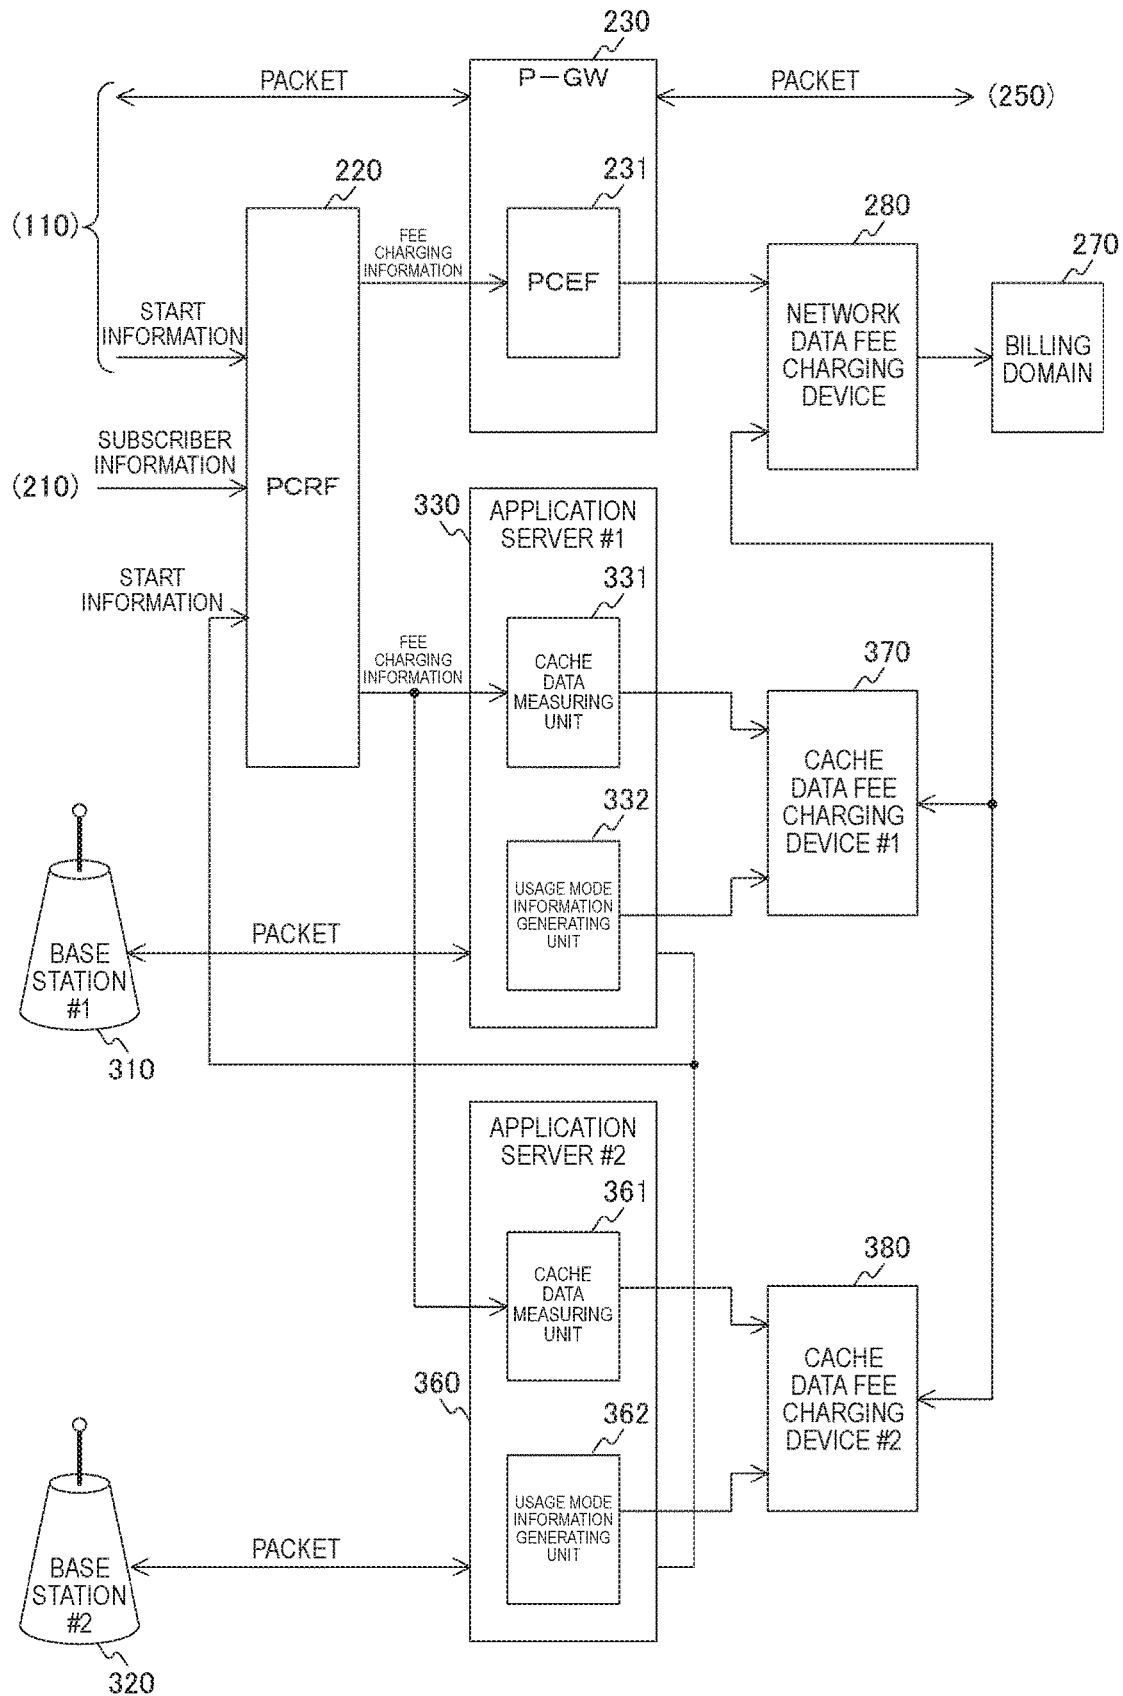 230
P-GW
PACKET
PACKET
(250)
220
231
(110)
280
270
FEE
CHARGING
INFORMATION
PCEF
START
INFORMATION
NETWORK
DATA FEE
CHARGING
DEVICE
BILLING
DOMAIN
SUBSCRIBER
INFORMATION
(210)
PCRF
330
APPLICATION
SERVER #1
START
INFORMATION
331
FEE
CHARGING
INFORMATION
CACHE
DATA
MEASURING
UNIT
370
CACHE
DATA FEE
CHARGING
DEVICE #1
332
USAGE MODE
INFORMATION
GENERATING
UNIT
PACKET
BASE
STATION
#1
310
APPLICATION
SERVER #2
361
CACHE
DATA
MEASURING
UNIT
380
CACHE
DATA FEE
CHARGING
DEVICE #2
360
362
USAGE MODE
INFORMATION
GENERATING
UNIT
PACKET
BASE
STATION
#2
320